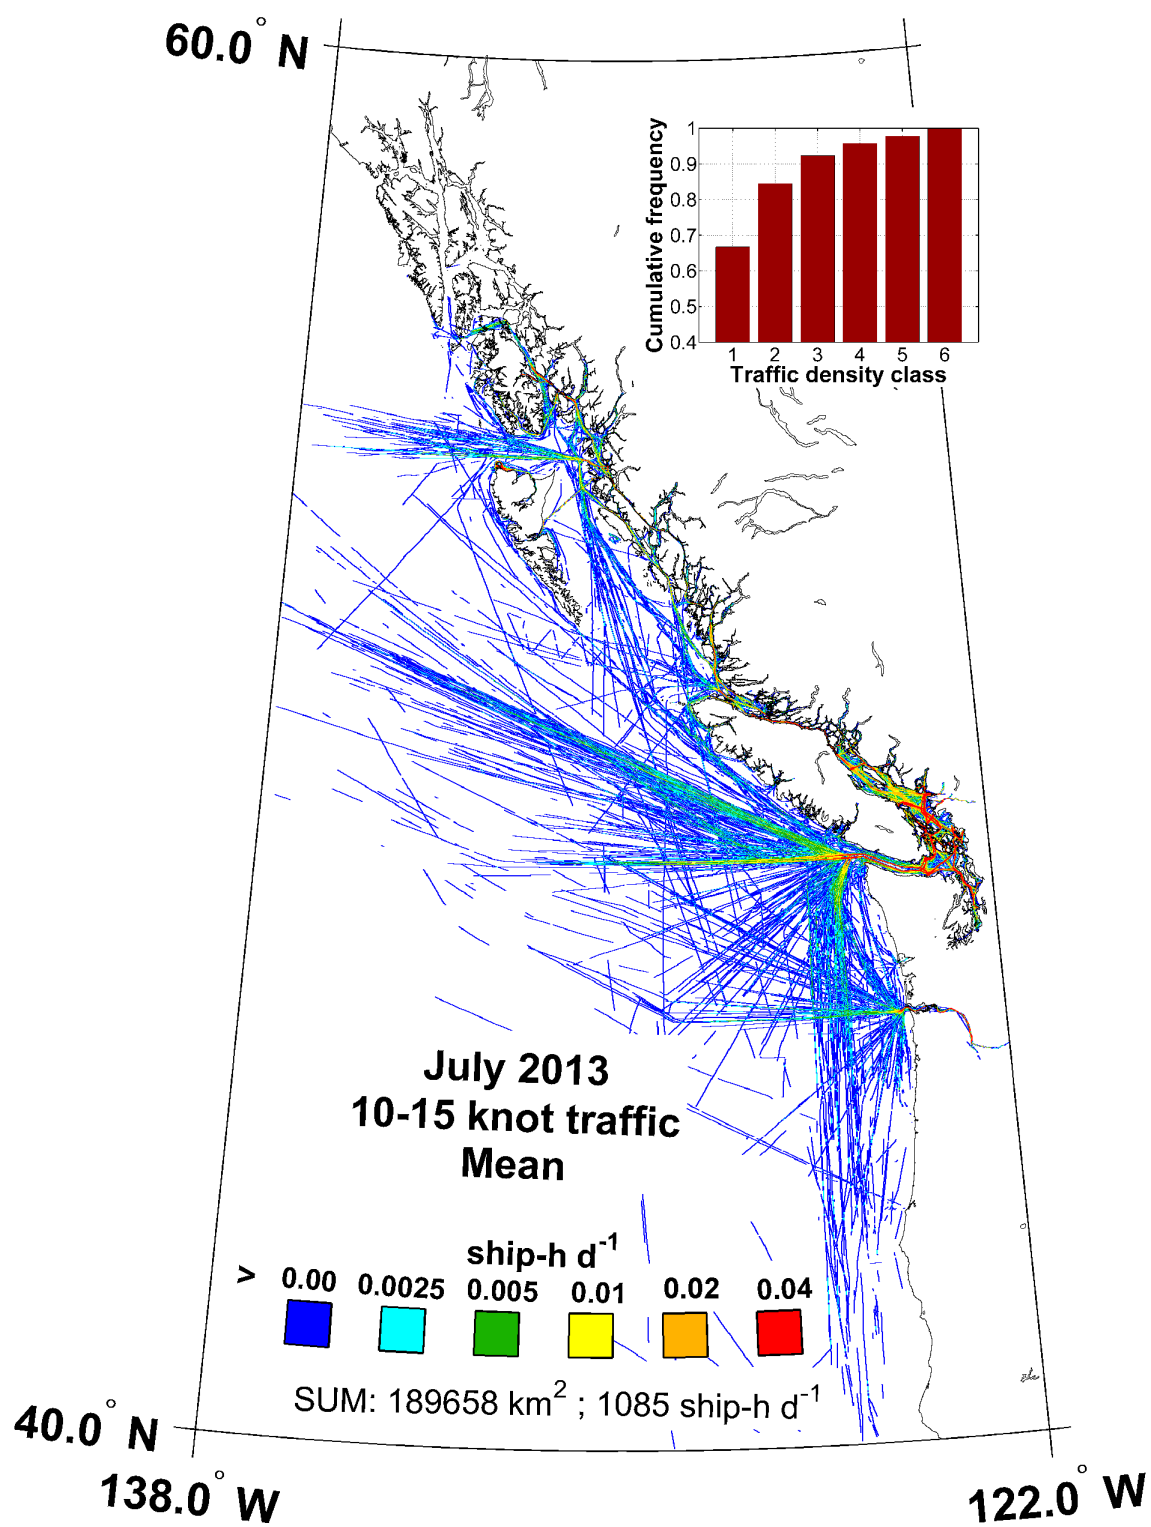 60.0° N
Cumulative frequency
1
0.9
0.8
0.7
0.6
0.5
0.4
1 2 3 4 5 6
Traffic density class
July 2013
10-15 knot traffic
Mean
ship-h d⁻¹
> 0.00 0.0025 0.005 0.01 0.02 0.04
SUM: 189658 km² ; 1085 ship-h d⁻¹
40.0° N
138.0° W
122.0° W